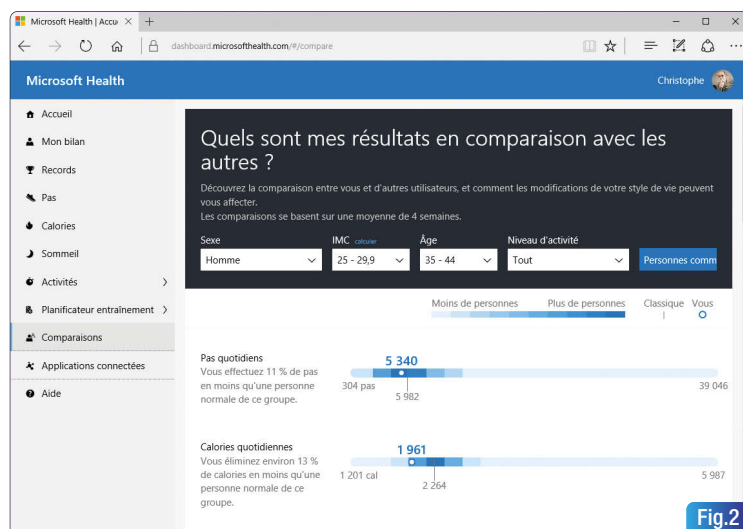 Microsoft Health | Accu
dashboard.microsofthealth.com/#/compare
Microsoft Health
Christophe
Accueil
Mon bilan
Records
Pas
Calories
Sommeil
Activités
Planificateur entraînement
Comparaisons
Applications connectées
Aide
Quels sont mes résultats en comparaison avec les
autres ?
Découvrez la comparaison entre vous et d'autres utilisateurs, et comment les modifications de votre style de vie peuvent
vous affecter.
Les comparaisons se basent sur une moyenne de 4 semaines.
Sexe IMC calculer Âge Niveau d'activité
Homme 25 - 29,9 35 - 44 Tout Personnes comm
Moins de personnes Plus de personnes Classique Vous
Pas quotidiens
Vous effectuez 11 % de pas
en moins qu'une personne
normale de ce groupe.
5 340
304 pas 5 982 39 046
Calories quotidiennes
Vous éliminez environ 13 %
de calories en moins qu'une
personne normale de ce
groupe.
1 961
1 201 cal 2 264 5 987
Fig.2